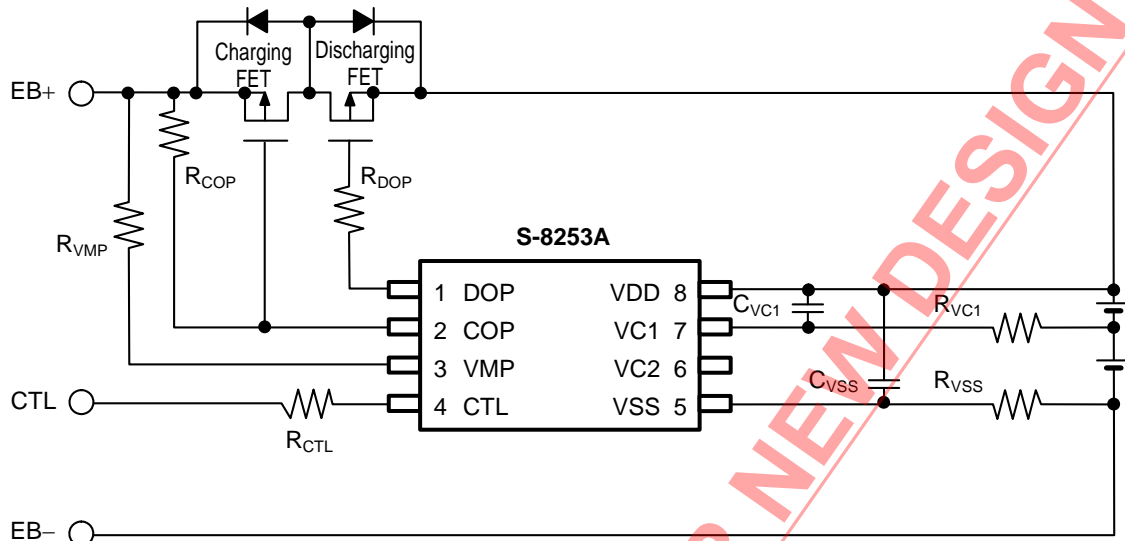 Charging Discharging
FET FET
EB+
RCOP
RDOP
RVMP
S-8253A
1 DOP VDD 8
2 COP VC1 7
3 VMP VC2 6
4 CTL VSS 5
CVC1
RVC1
CVSS
RVSS
CTL
RCTL
EB−
NEW DESIGN